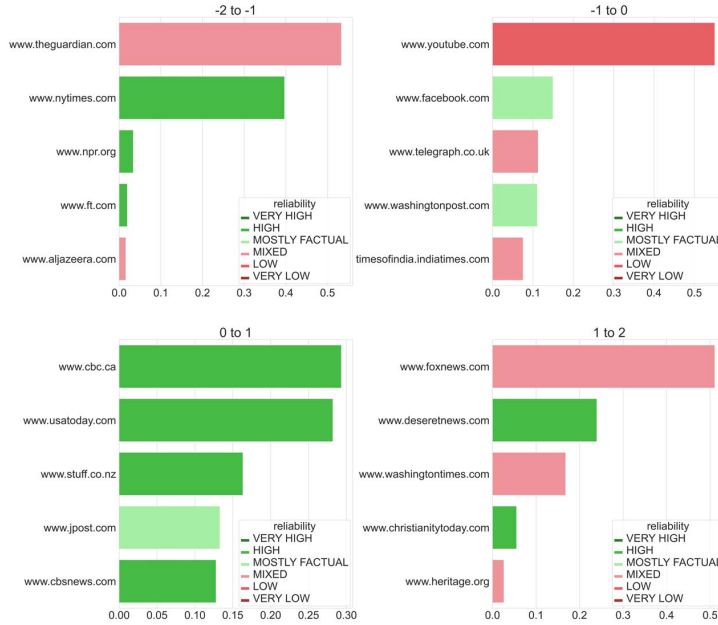 -2 to -1
www.theguardian.com
www.nytimes.com
www.npr.org
www.ft.com
www.aljazeera.com
reliability
VERY HIGH
HIGH
MOSTLY FACTUAL
MIXED
LOW
VERY LOW
0.0 0.1 0.2 0.3 0.4 0.5
-1 to 0
www.youtube.com
www.facebook.com
www.telegraph.co.uk
www.washingtonpost.com
timesofindia.indiatimes.com
reliability
VERY HIGH
HIGH
MOSTLY FACTUAL
MIXED
LOW
VERY LOW
0.0 0.1 0.2 0.3 0.4 0.5
0 to 1
www.cbc.ca
www.usatoday.com
www.stuff.co.nz
www.jpost.com
www.cbsnews.com
reliability
VERY HIGH
HIGH
MOSTLY FACTUAL
MIXED
LOW
VERY LOW
0.00 0.05 0.10 0.15 0.20 0.25 0.30
1 to 2
www.foxnews.com
www.deseretnews.com
www.washingtontimes.com
www.christianitytoday.com
www.heritage.org
reliability
VERY HIGH
HIGH
MOSTLY FACTUAL
MIXED
LOW
VERY LOW
0.0 0.1 0.2 0.3 0.4 0.5